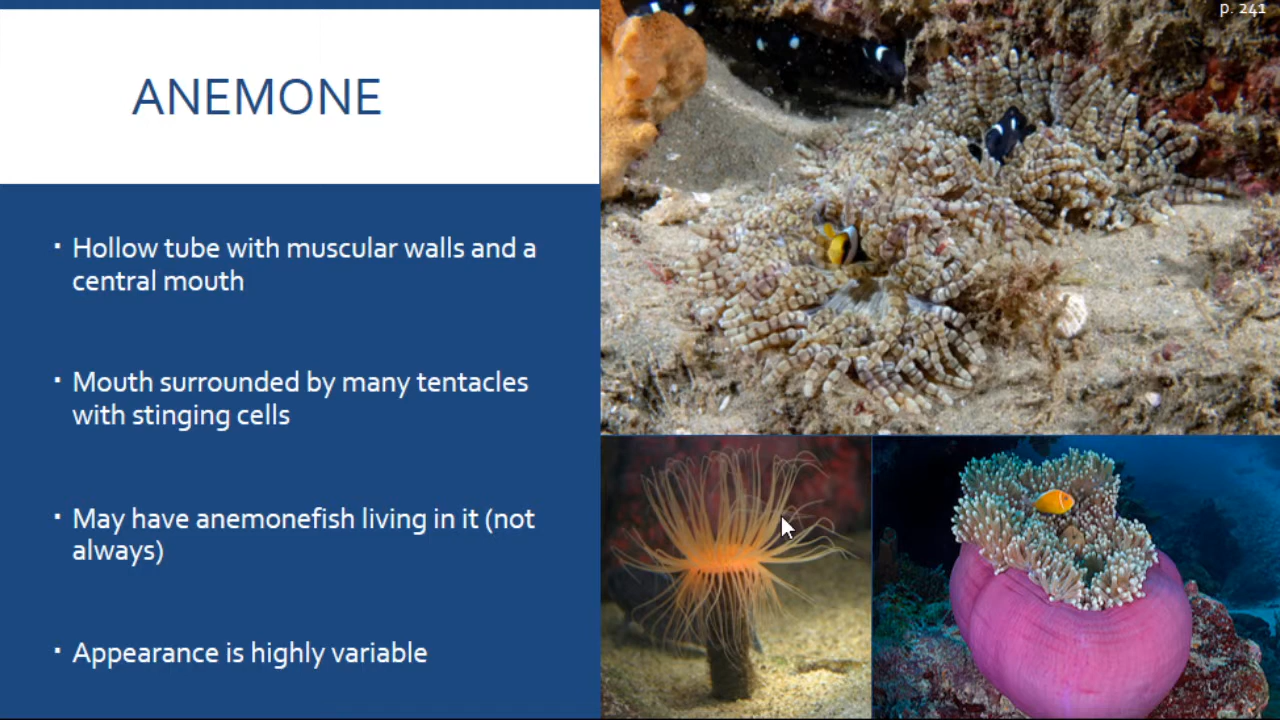 p. 241
ANEMONE
▪ Hollow tube with muscular walls and a
central mouth
▪ Mouth surrounded by many tentacles
with stinging cells
▪ May have anemonefish living in it (not
always)
▪ Appearance is highly variable